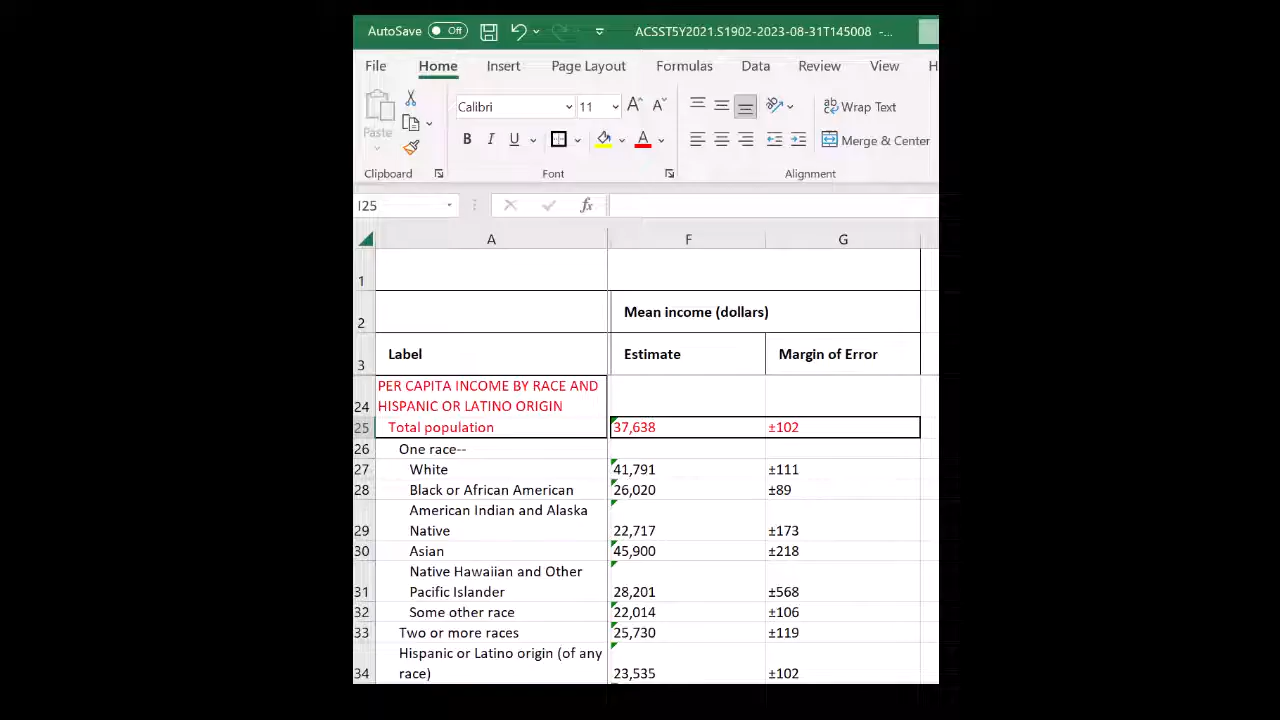 AutoSave Off ACSST5Y2021.S1902-2023-08-31T145008 -...
File Home Insert Page Layout Formulas Data Review View H
Calibri 11 A^ A˅ ab Wrap Text
Paste B I U A Merge & Center
Clipboard Font Alignment
I25 fx
A F G
1
2 Mean income (dollars)
3 Label Estimate Margin of Error
PER CAPITA INCOME BY RACE AND
24 HISPANIC OR LATINO ORIGIN
25 Total population 37,638 ±102
26 One race--
27 White 41,791 ±111
28 Black or African American 26,020 ±89
American Indian and Alaska
29 Native 22,717 ±173
30 Asian 45,900 ±218
Native Hawaiian and Other
31 Pacific Islander 28,201 ±568
32 Some other race 22,014 ±106
33 Two or more races 25,730 ±119
Hispanic or Latino origin (of any
34 race) 23,535 ±102